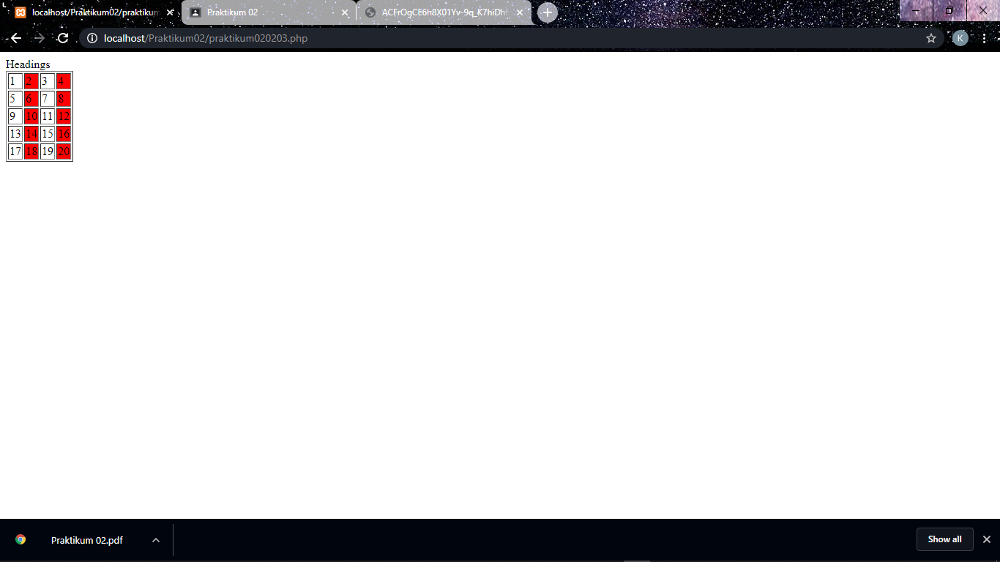 localhost/Praktikum02/praktikum
Praktikum 02
ACFrOgCE6h8X01Yv-9q_K7hiDhf
localhost/Praktikum02/praktikum020203.php
K
Headings
1 2 3 4
5 6 7 8
9 10 11 12
13 14 15 16
17 18 19 20
Praktikum 02.pdf
Show all